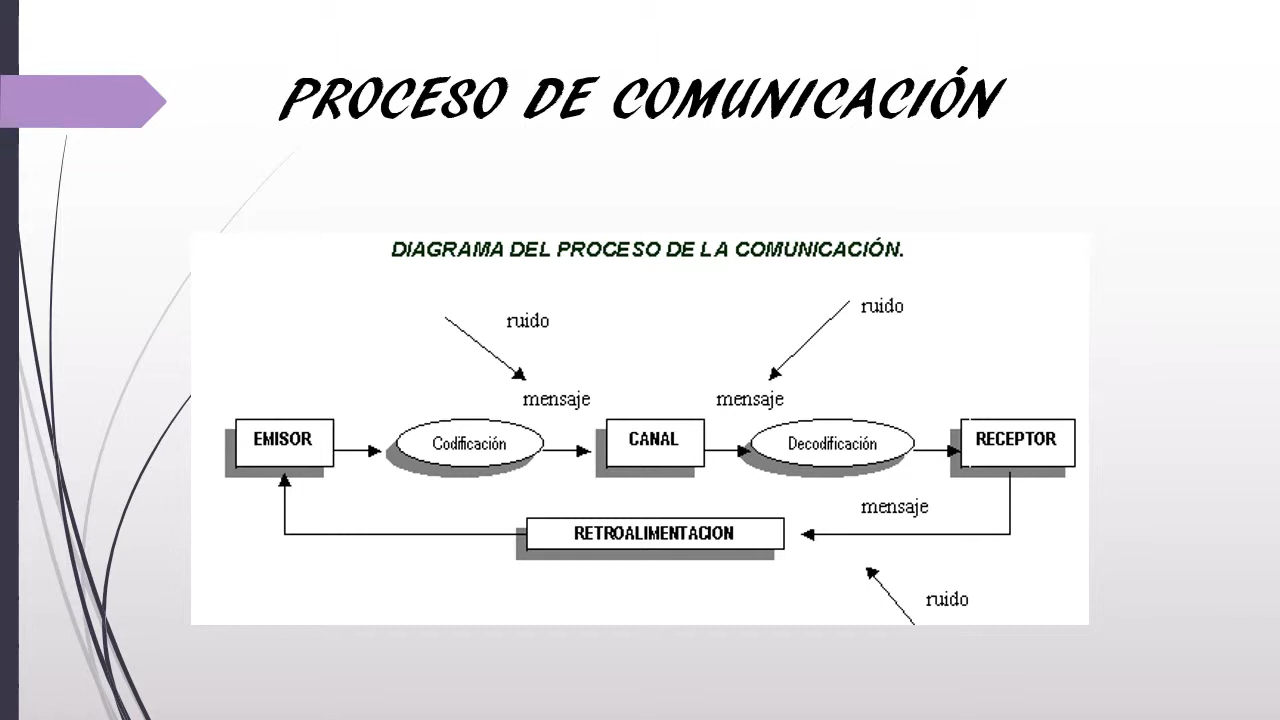 PROCESO DE COMUNICACIÓN
DIAGRAMA DEL PROCESO DE LA COMUNICACIÓN.
ruido
ruido
mensaje
mensaje
EMISOR
Codificación
CANAL
Decodificación
RECEPTOR
mensaje
RETROALIMENTACION
ruido